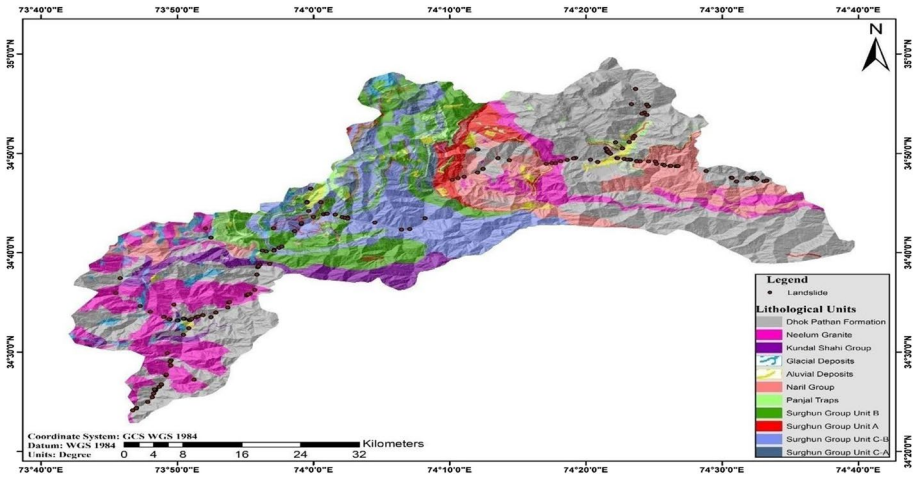 73°40'0"E 73°50'0"E 74°0'0"E 74°10'0"E 74°20'0"E 74°30'0"E 74°40'0"E
N
35°0'0"N 35°0'0"N
34°50'0"N 34°50'0"N
34°40'0"N 34°40'0"N
34°30'0"N 34°30'0"N
34°20'0"N
Legend
Landslide
Lithological Units
Dhok Pathan Formation
Neelum Granite
Kundal Shahi Group
Glacial Deposits
Aluvial Deposits
Naril Group
Panjal Traps
Surghun Group Unit B
Surghun Group Unit A
Surghun Group Unit C-B
Surghun Group Unit C-A
Coordinate System: GCS WGS 1984
Datum: WGS 1984
Units: Degree
Kilometers
0 4 8 16 24 32
73°40'0"E 73°50'0"E 74°0'0"E 74°10'0"E 74°20'0"E 74°30'0"E 74°40'0"E